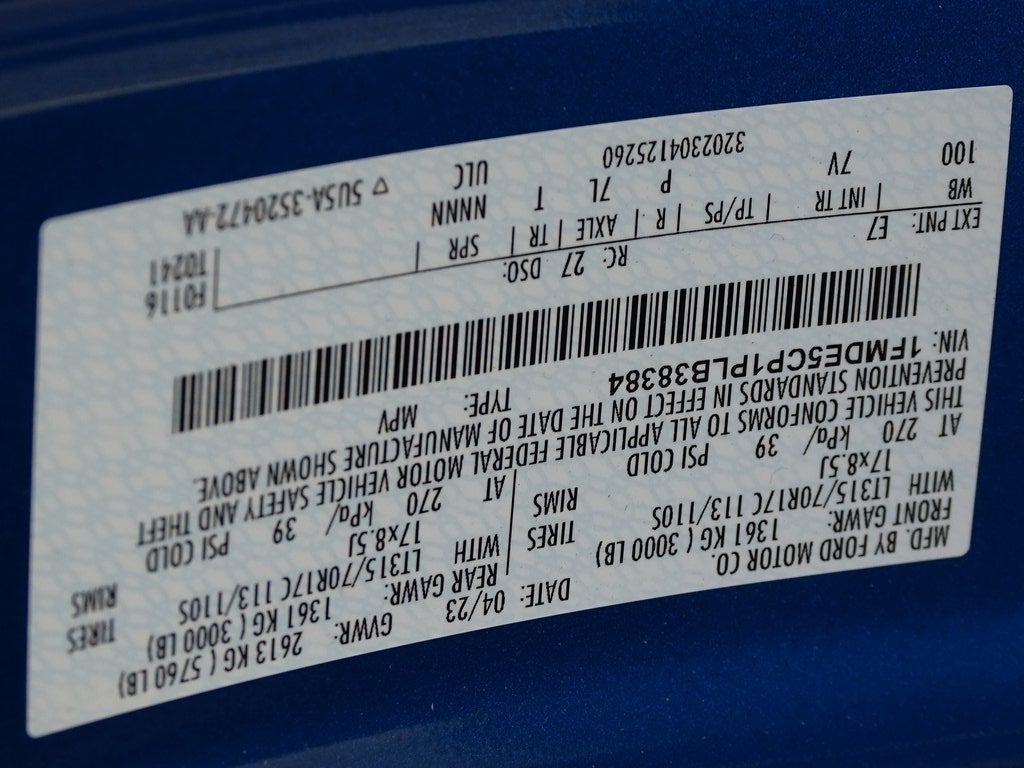 MFD. BY FORD MOTOR CO.
DATE: 04/23 GVWR: 2613 KG ( 5760 LB)
FRONT GAWR: 1361 KG ( 3000 LB) REAR GAWR: 1361 KG ( 3000 LB)
WITH LT315/70R17C 113/110S TIRES WITH LT315/70R17C 113/110S TIRES
17x8.5J RIMS 17x8.5J RIMS
AT 270 kPa/ 39 PSI COLD AT 270 kPa/ 39 PSI COLD
THIS VEHICLE CONFORMS TO ALL APPLICABLE FEDERAL MOTOR VEHICLE SAFETY AND THEFT
PREVENTION STANDARDS IN EFFECT ON THE DATE OF MANUFACTURE SHOWN ABOVE.
VIN: 1FMDE5CP1PLB38384 TYPE: MPV
F0116
T0241
EXT PNT: E7 RC: 27 DSO:
WB | INT TR | TP/PS | R | AXLE | TR | SPR
100 7V P 7L T NNNN
320230412560 ULC ▽ 5U5A-3520472-AA